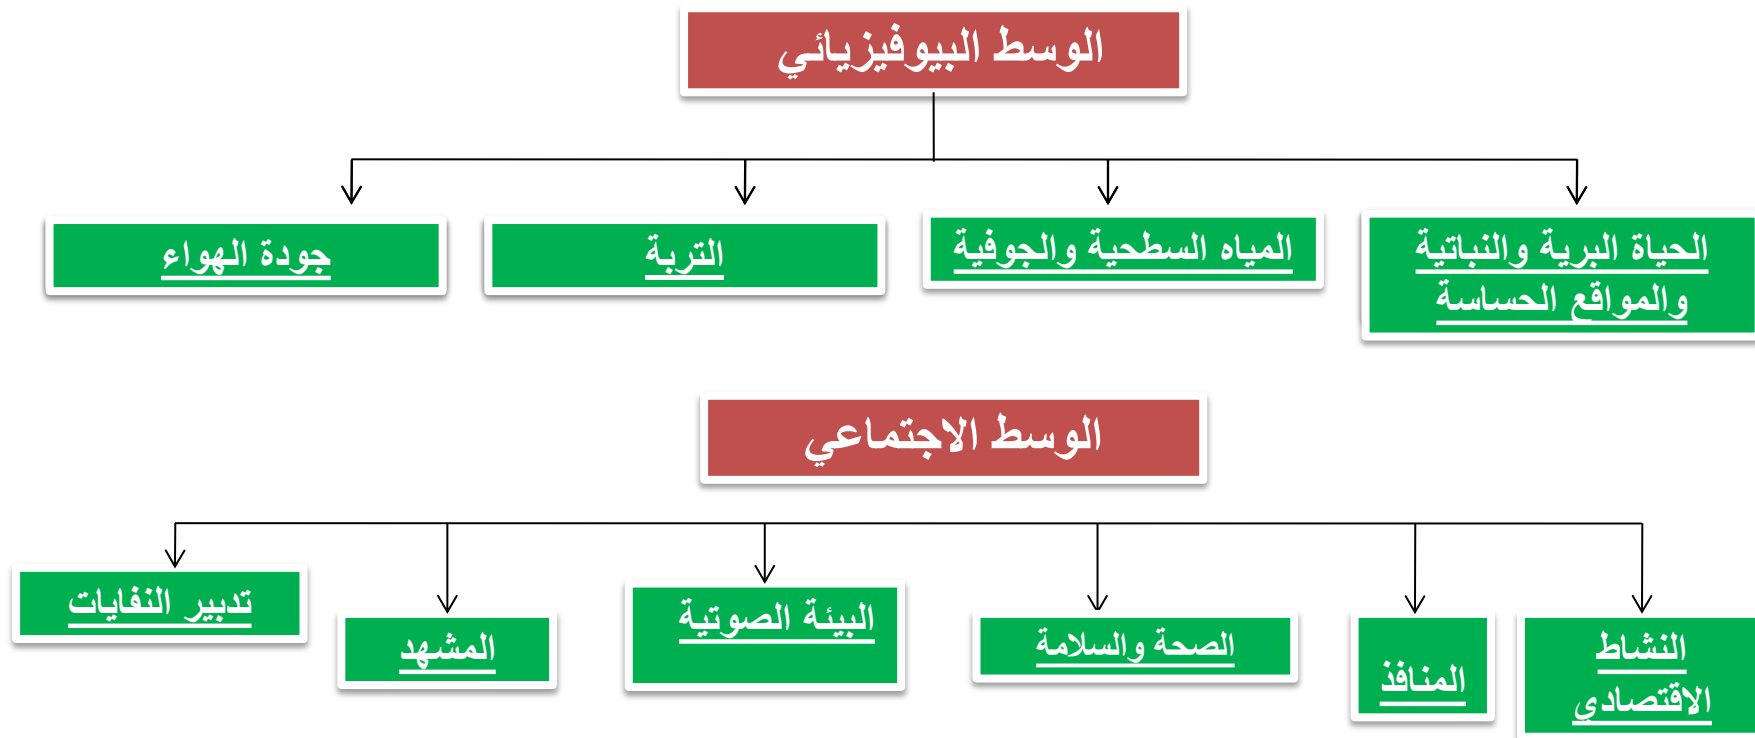 الوسط البيوفيزيائي
الحياة البرية والنباتية
والمواقع الحساسة
المياه السطحية والجوفية
التربة
جودة الهواء
الوسط الاجتماعي
النشاط
الاقتصادي
المنافذ
الصحة والسلامة
البيئة الصوتية
المشهد
تدبير النفايات